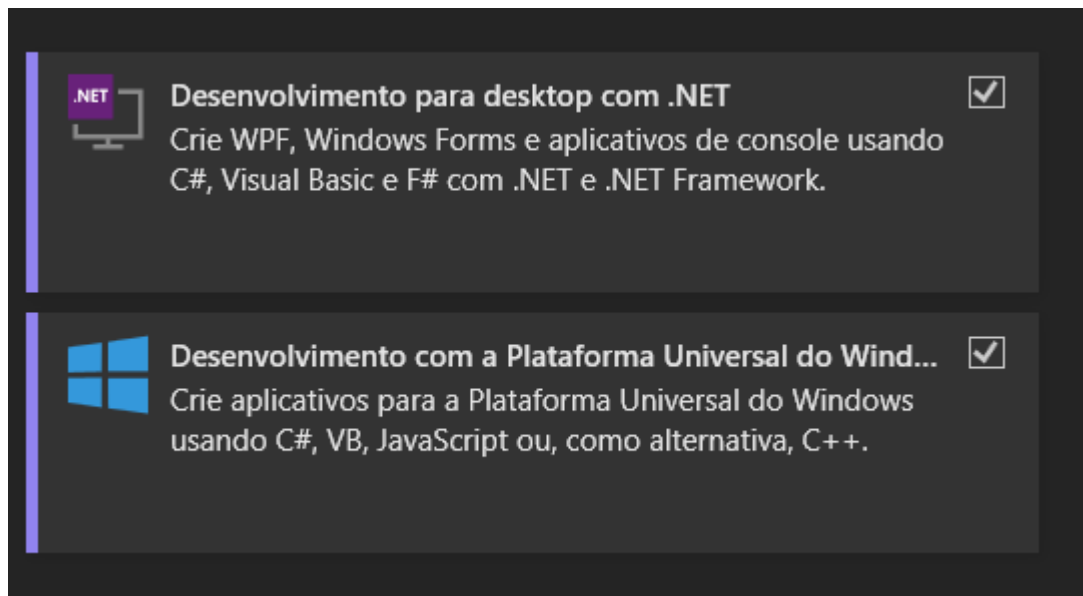 .NET
Desenvolvimento para desktop com .NET
Crie WPF, Windows Forms e aplicativos de console usando
C#, Visual Basic e F# com .NET e .NET Framework.
Desenvolvimento com a Plataforma Universal do Wind...
Crie aplicativos para a Plataforma Universal do Windows
usando C#, VB, JavaScript ou, como alternativa, C++.